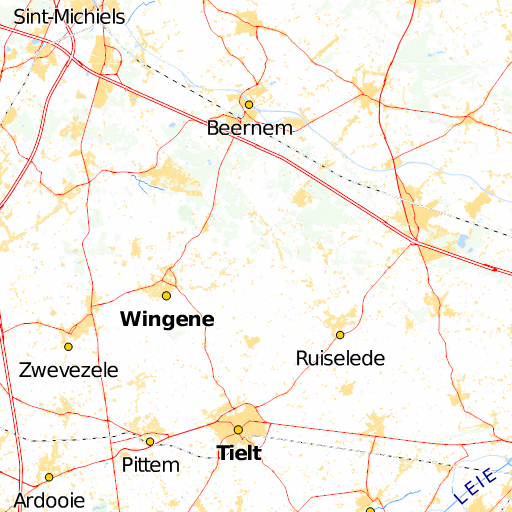 Sint-Michiels
Beernem
Wingene
Ruiselede
Zwevezele
Tielt
Pittem
LEIE
Ardooie